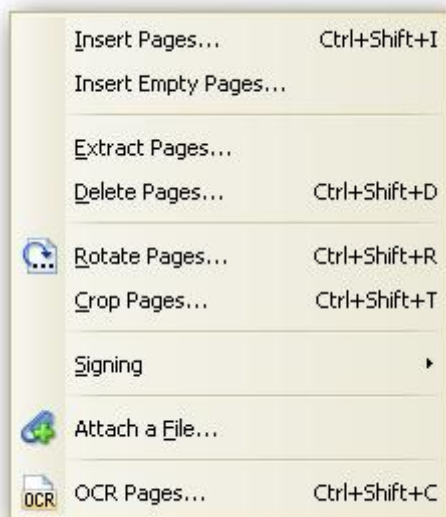 Insert Pages... Ctrl+Shift+I
Insert Empty Pages...
Extract Pages...
Delete Pages... Ctrl+Shift+D
Rotate Pages... Ctrl+Shift+R
Crop Pages... Ctrl+Shift+T
Signing
Attach a File...
OCR OCR Pages... Ctrl+Shift+C